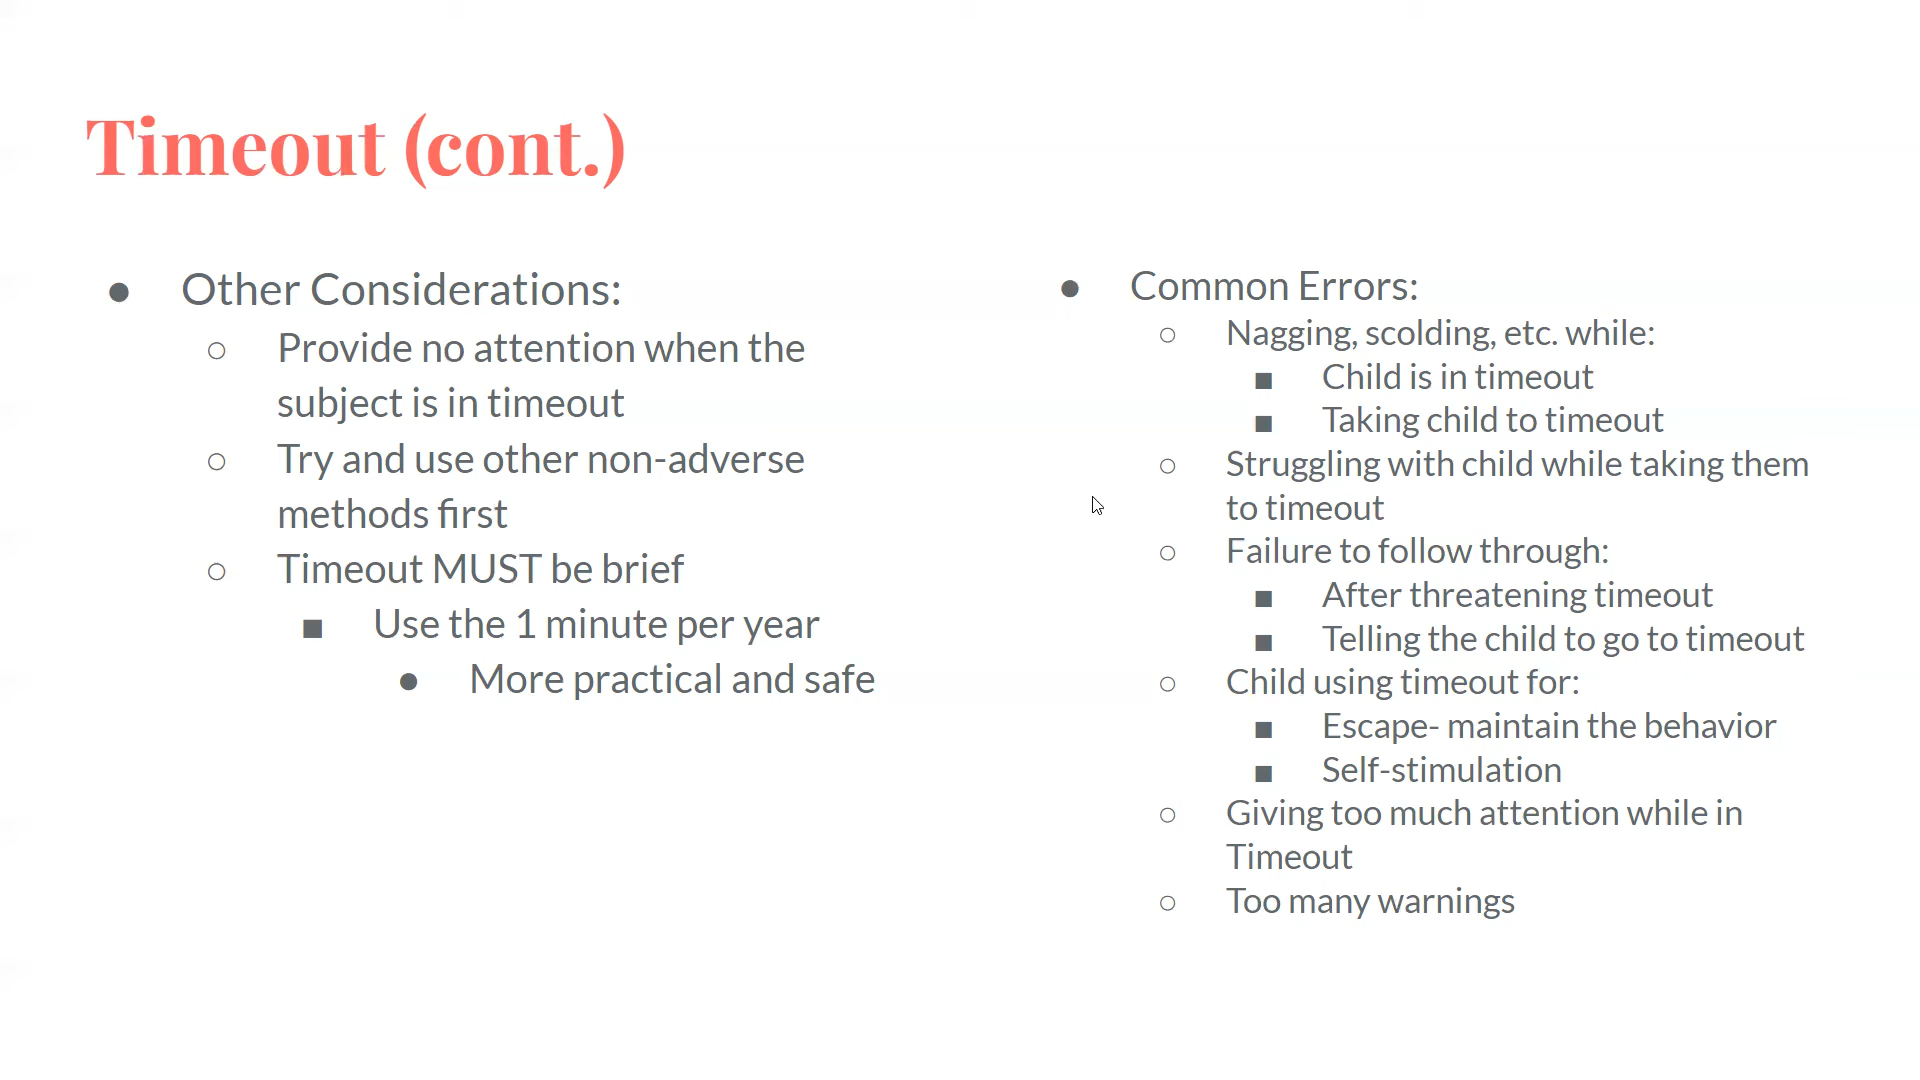 Timeout (cont.)
● Other Considerations:
○ Provide no attention when the
subject is in timeout
○ Try and use other non-adverse
methods first
○ Timeout MUST be brief
■ Use the 1 minute per year
● More practical and safe
● Common Errors:
○ Nagging, scolding, etc. while:
■ Child is in timeout
■ Taking child to timeout
○ Struggling with child while taking them
to timeout
○ Failure to follow through:
■ After threatening timeout
■ Telling the child to go to timeout
○ Child using timeout for:
■ Escape- maintain the behavior
■ Self-stimulation
○ Giving too much attention while in
Timeout
○ Too many warnings